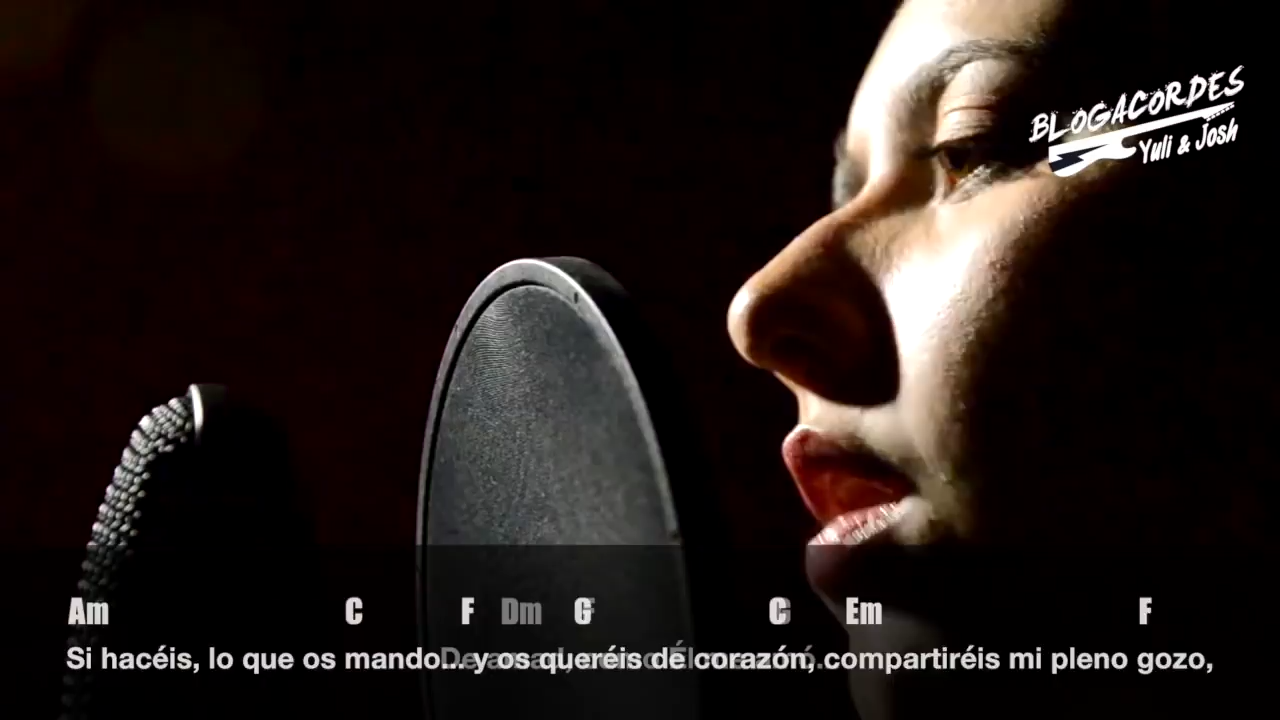 BLOGACORDES
Yuli & Josh
Am C F Dm G C Em F
Si hacéis, lo que os mando... y os queréis de corazón, compartiréis mi pleno gozo,